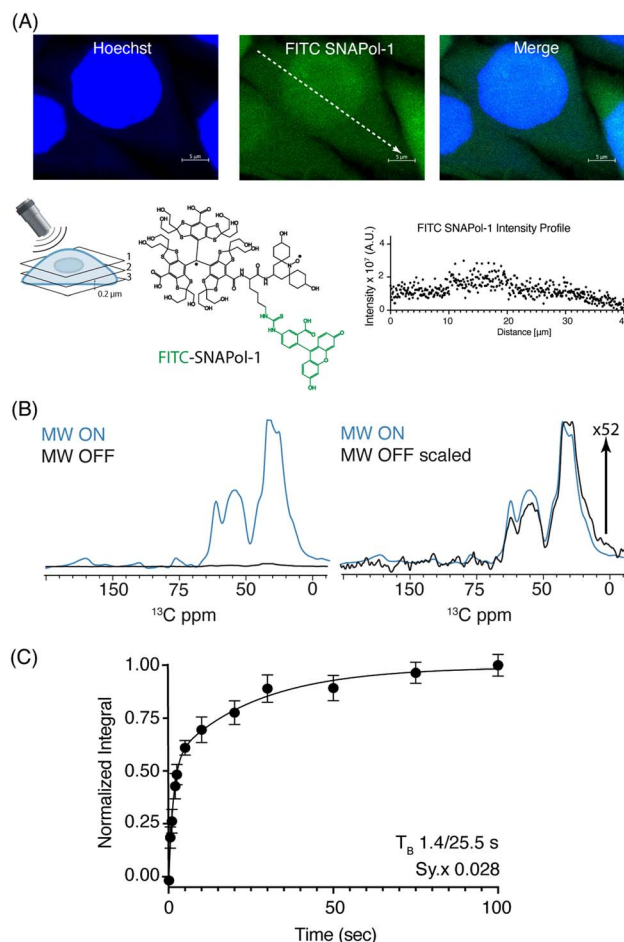 (A)
Hoechst
FITC SNAPol-1
Merge
5 µm
5 µm
5 µm
1
2
3
0.2 µm
FITC-SNAPol-1
FITC SNAPol-1 Intensity Profile
Intensity x 10⁷ (A.U.)
5
4
3
2
1
0
0
10
20
30
40
Distance [µm]
(B)
MW ON
MW OFF
150
75
50
0
¹³C ppm
MW ON
MW OFF scaled
x52
150
75
50
0
¹³C ppm
(C)
Normalized Integral
1.00
0.75
0.50
0.25
0.00
0
50
100
Time (sec)
T_B 1.4/25.5 s
Sy.x 0.028